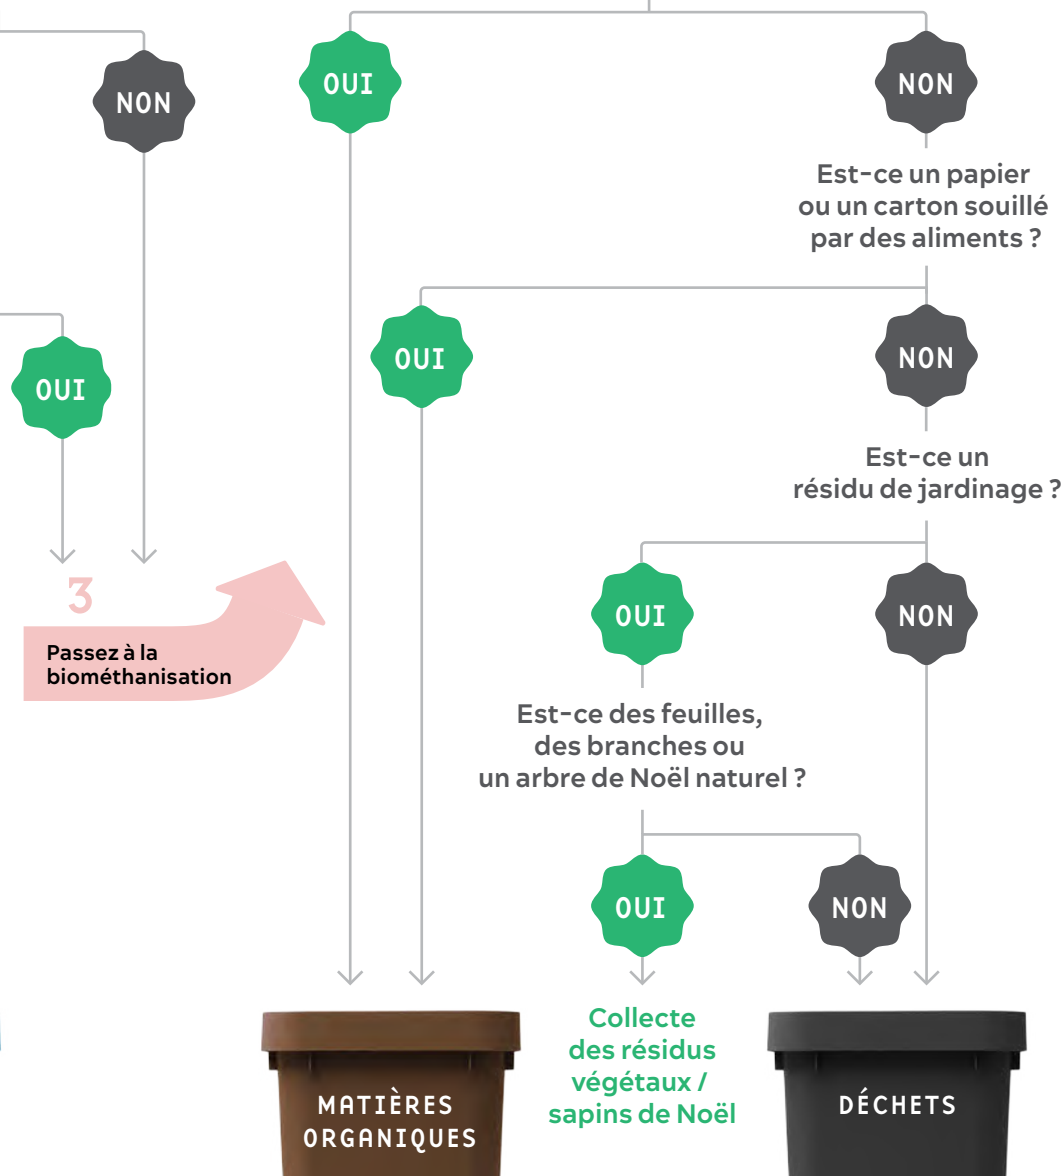 OUI
NON
NON
Est-ce un papier
ou un carton souillé
par des aliments ?
OUI
NON
OUI
Est-ce un
résidu de jardinage ?
3
Passez à la
biométhanisation
OUI
NON
Est-ce des feuilles,
des branches ou
un arbre de Noël naturel ?
OUI
NON
MATIÈRES
ORGANIQUES
Collecte
des résidus
végétaux /
sapins de Noël
DÉCHETS